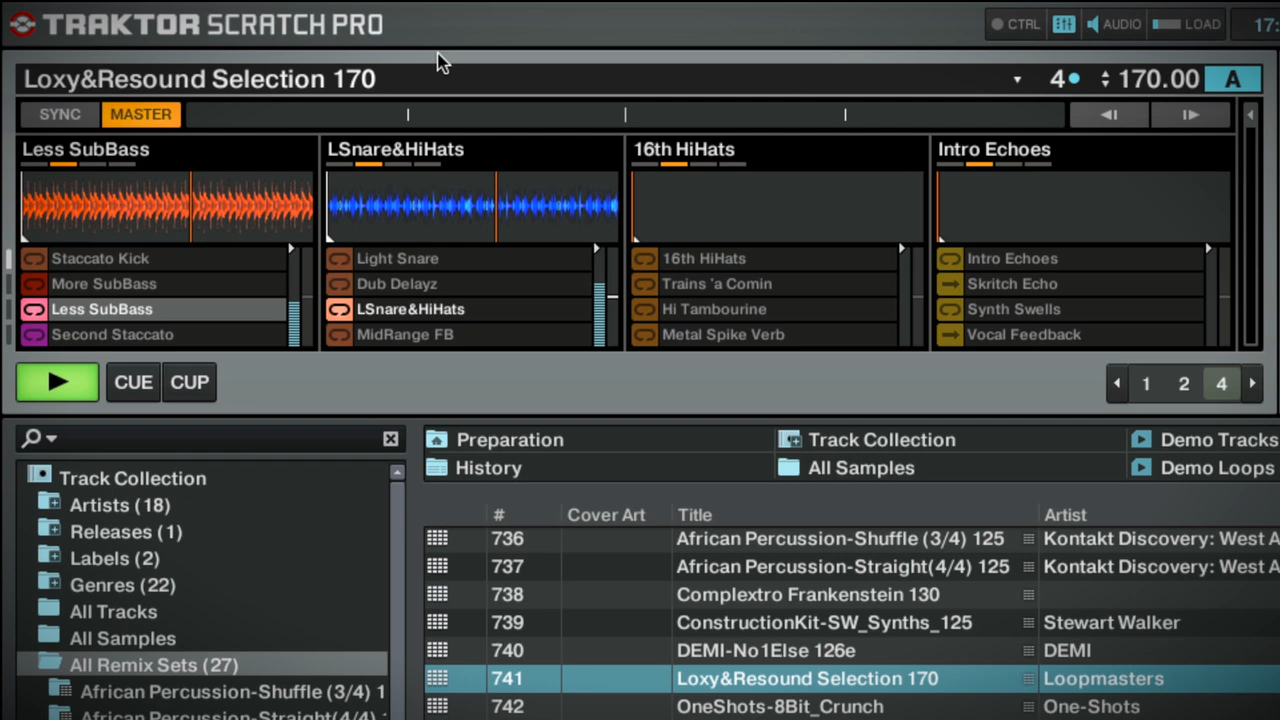 TRAKTOR SCRATCH PRO
CTRL AUDIO LOAD 17:
Loxy&Resound Selection 170 4 170.00 A
SYNC MASTER
Less SubBass LSnare&HiHats 16th HiHats Intro Echoes
Staccato Kick Light Snare 16th HiHats Intro Echoes
More SubBass Dub Delayz Trains 'a Comin Skritch Echo
Less SubBass LSnare&HiHats Hi Tambourine Synth Swells
Second Staccato MidRange FB Metal Spike Verb Vocal Feedback
CUE CUP 1 2 4
Preparation Track Collection Demo Tracks
History All Samples Demo Loops
Track Collection
Artists (18)
Releases (1)
Labels (2)
Genres (22)
All Tracks
All Samples
All Remix Sets (27)
African Percussion-Shuffle (3/4) 1
African Percussion-Straight(4/4)
# Cover Art Title Artist
736 African Percussion-Shuffle (3/4) 125 Kontakt Discovery: West A
737 African Percussion-Straight(4/4) 125 Kontakt Discovery: West A
738 Complextro Frankenstein 130
739 ConstructionKit-SW_Synths_125 Stewart Walker
740 DEMI-No1Else 126e DEMI
741 Loxy&Resound Selection 170 Loopmasters
742 OneShots-8Bit_Crunch One-Shots